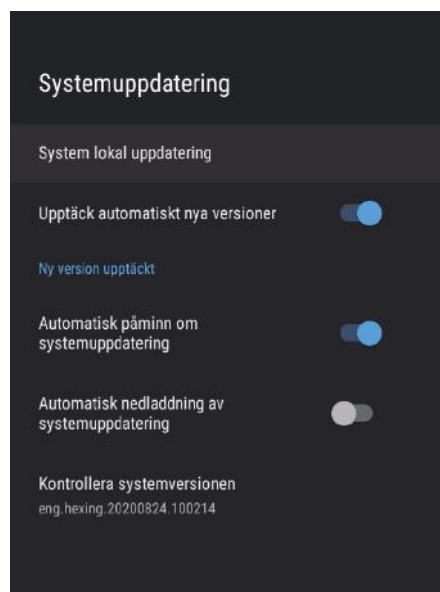 Systemuppdatering
System lokal uppdatering
Upptäck automatiskt nya versioner
Ny version upptäckt
Automatisk påminn om
systemuppdatering
Automatisk nedladdning av
systemuppdatering
Kontrollera systemversionen
eng.hexing.20200824.100214